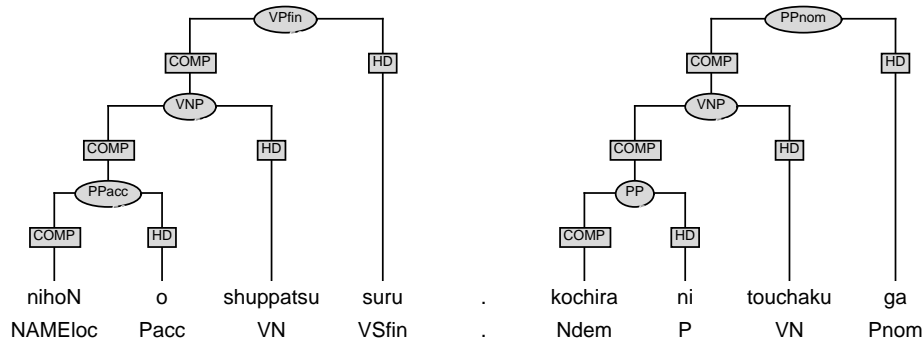 VPfin PPnom
COMP HD COMP HD
VNP VNP
COMP HD COMP HD
PPacc PP
COMP HD COMP HD
nihoN o shuppatsu suru . kochira ni touchaku ga
NAMEloc Pacc VN VSfin . Ndem P VN Pnom